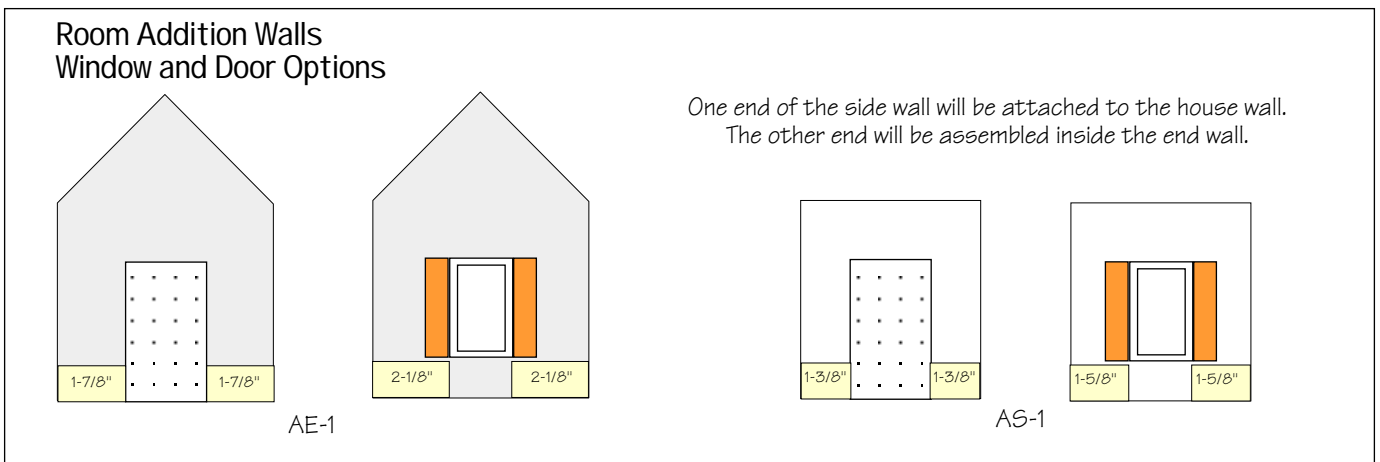 Room Addition Walls
Window and Door Options
One end of the side wall will be attached to the house wall.
The other end will be assembled inside the end wall.
1-7/8" 1-7/8"
2-1/8" 2-1/8"
1-3/8" 1-3/8"
1-5/8" 1-5/8"
AE-1
AS-1